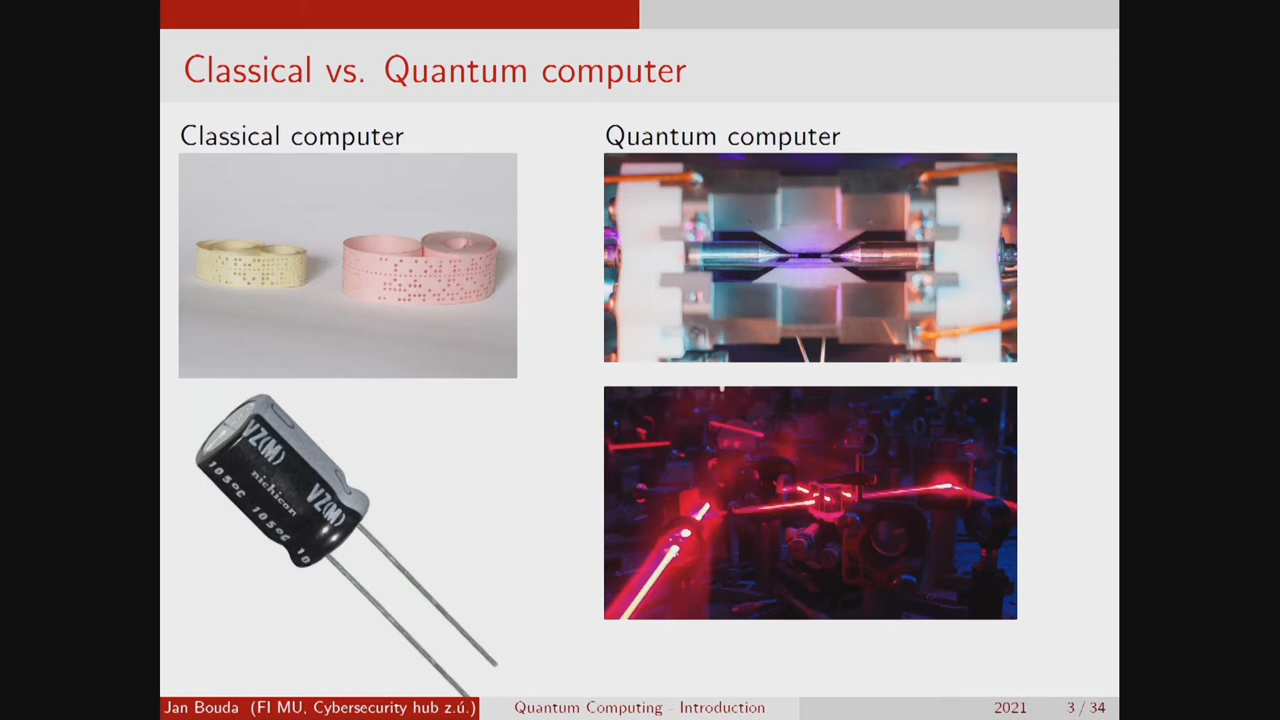 Classical vs. Quantum computer
Classical computer
Quantum computer
VZ(M)
nichicon
VZ(M)
105°C 105°C 10
Jan Bouda (FI MU, Cybersecurity hub z.ú.)
Quantum Computing - Introduction
2021
3 / 34